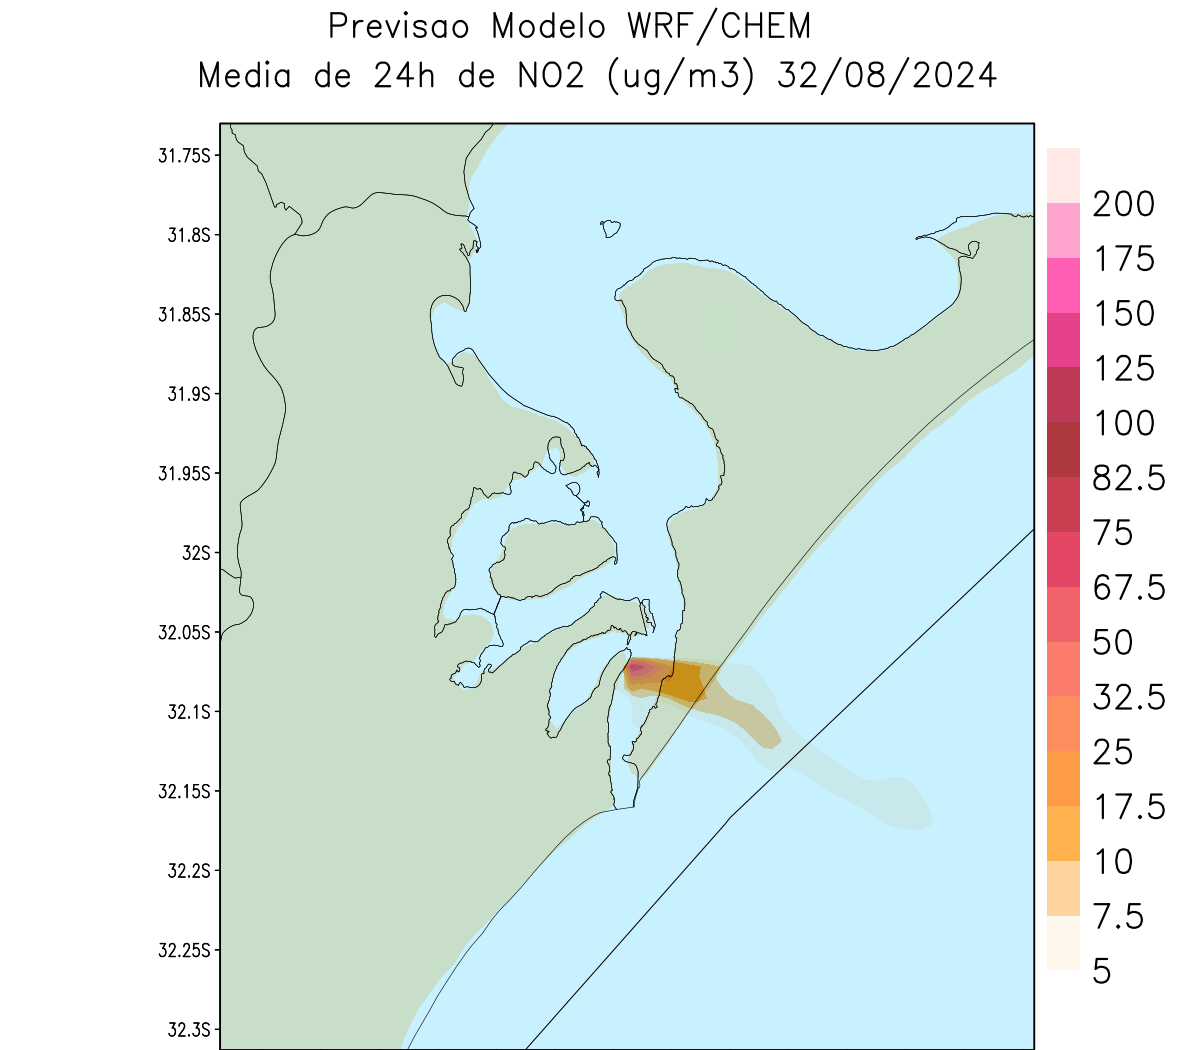 Previsao Modelo WRF/CHEM
Media de 24h de NO2 (ug/m3) 32/08/2024
31.75S
31.8S
31.85S
31.9S
31.95S
32S
32.05S
32.1S
32.15S
32.2S
32.25S
32.3S
200
175
150
125
100
82.5
75
67.5
50
32.5
25
17.5
10
7.5
5